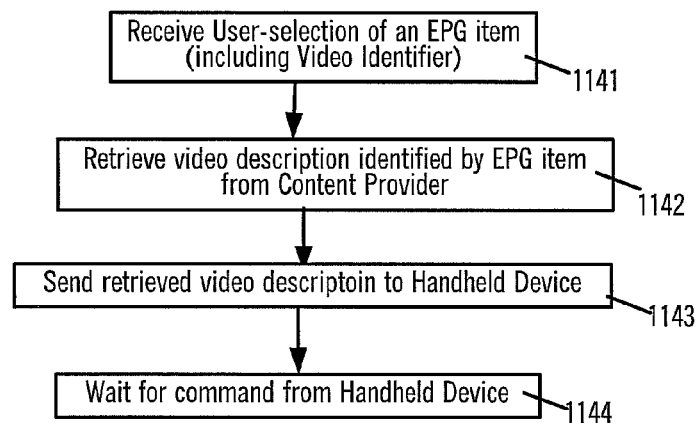 Receive User-selection of an EPG item
(including Video Identifier)
1141
Retrieve video description identified by EPG item
from Content Provider
1142
Send retrieved video descriptoin to Handheld Device
1143
Wait for command from Handheld Device
1144